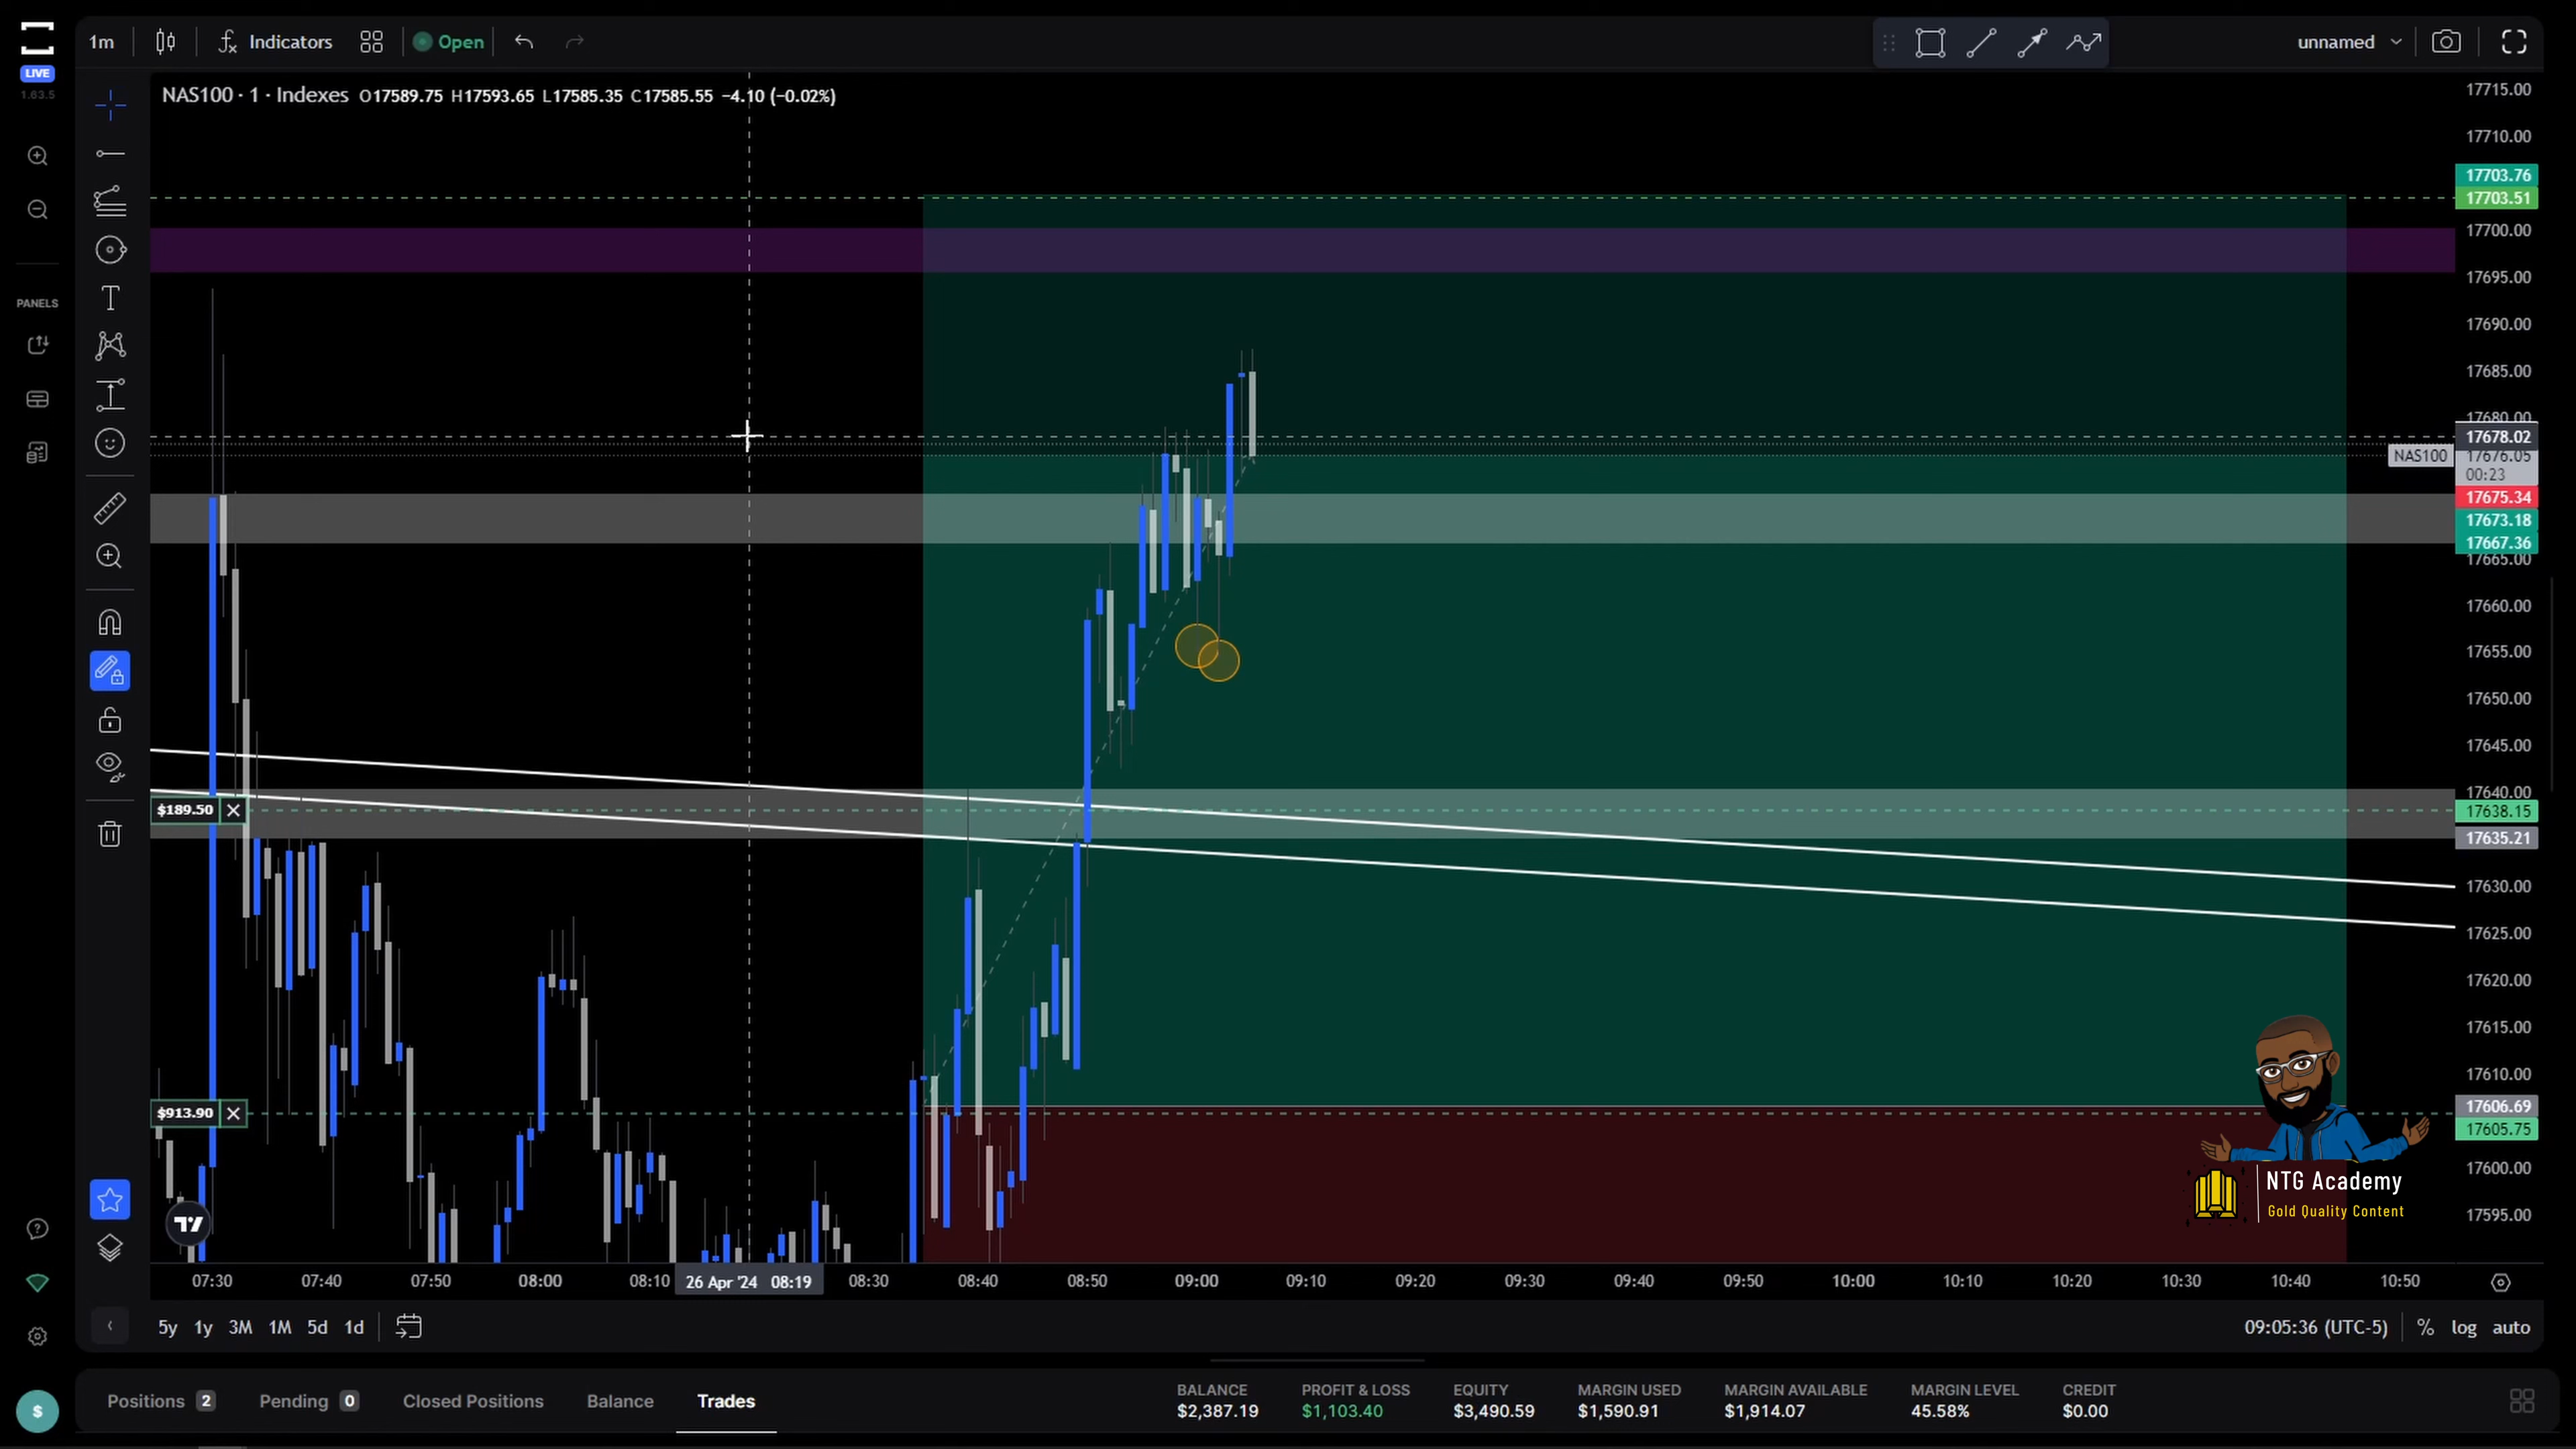 1m
Indicators
Open
unnamed
LIVE
1.63.5
PANELS
NAS100 · 1 · Indexes O17589.75 H17593.65 L17585.35 C17585.55 −4.10 (−0.02%)
17715.00
17710.00
17703.76
17703.51
17700.00
17695.00
17690.00
17685.00
17680.00
17678.02
NAS100 17676.05
00:23
17675.34
17673.18
17667.36
17665.00
17660.00
17655.00
17650.00
17645.00
17640.00
$189.50
17638.15
17635.21
17630.00
17625.00
17620.00
17615.00
17610.00
$913.90
17606.69
17605.75
17600.00
17595.00
NTG Academy
Gold Quality Content
07:30 07:40 07:50 08:00 08:10 26 Apr '24 08:19 08:30 08:40 08:50 09:00 09:10 09:20 09:30 09:40 09:50 10:00 10:10 10:20 10:30 10:40 10:50
5y 1y 3M 1M 5d 1d
09:05:36 (UTC-5) % log auto
$
Positions 2 Pending 0 Closed Positions Balance Trades
BALANCE PROFIT & LOSS EQUITY MARGIN USED MARGIN AVAILABLE MARGIN LEVEL CREDIT
$2,387.19 $1,103.40 $3,490.59 $1,590.91 $1,914.07 45.58% $0.00